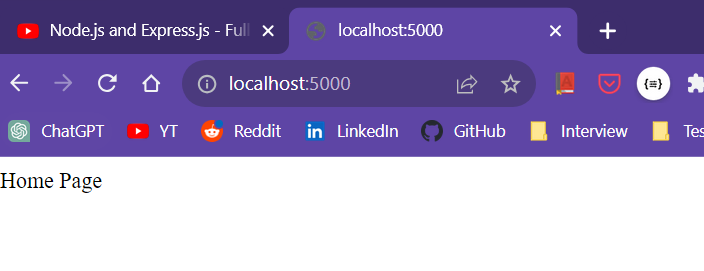 Node.js and Express.js - Full
localhost:5000
localhost:5000
ChatGPT YT Reddit LinkedIn GitHub Interview Tes
Home Page